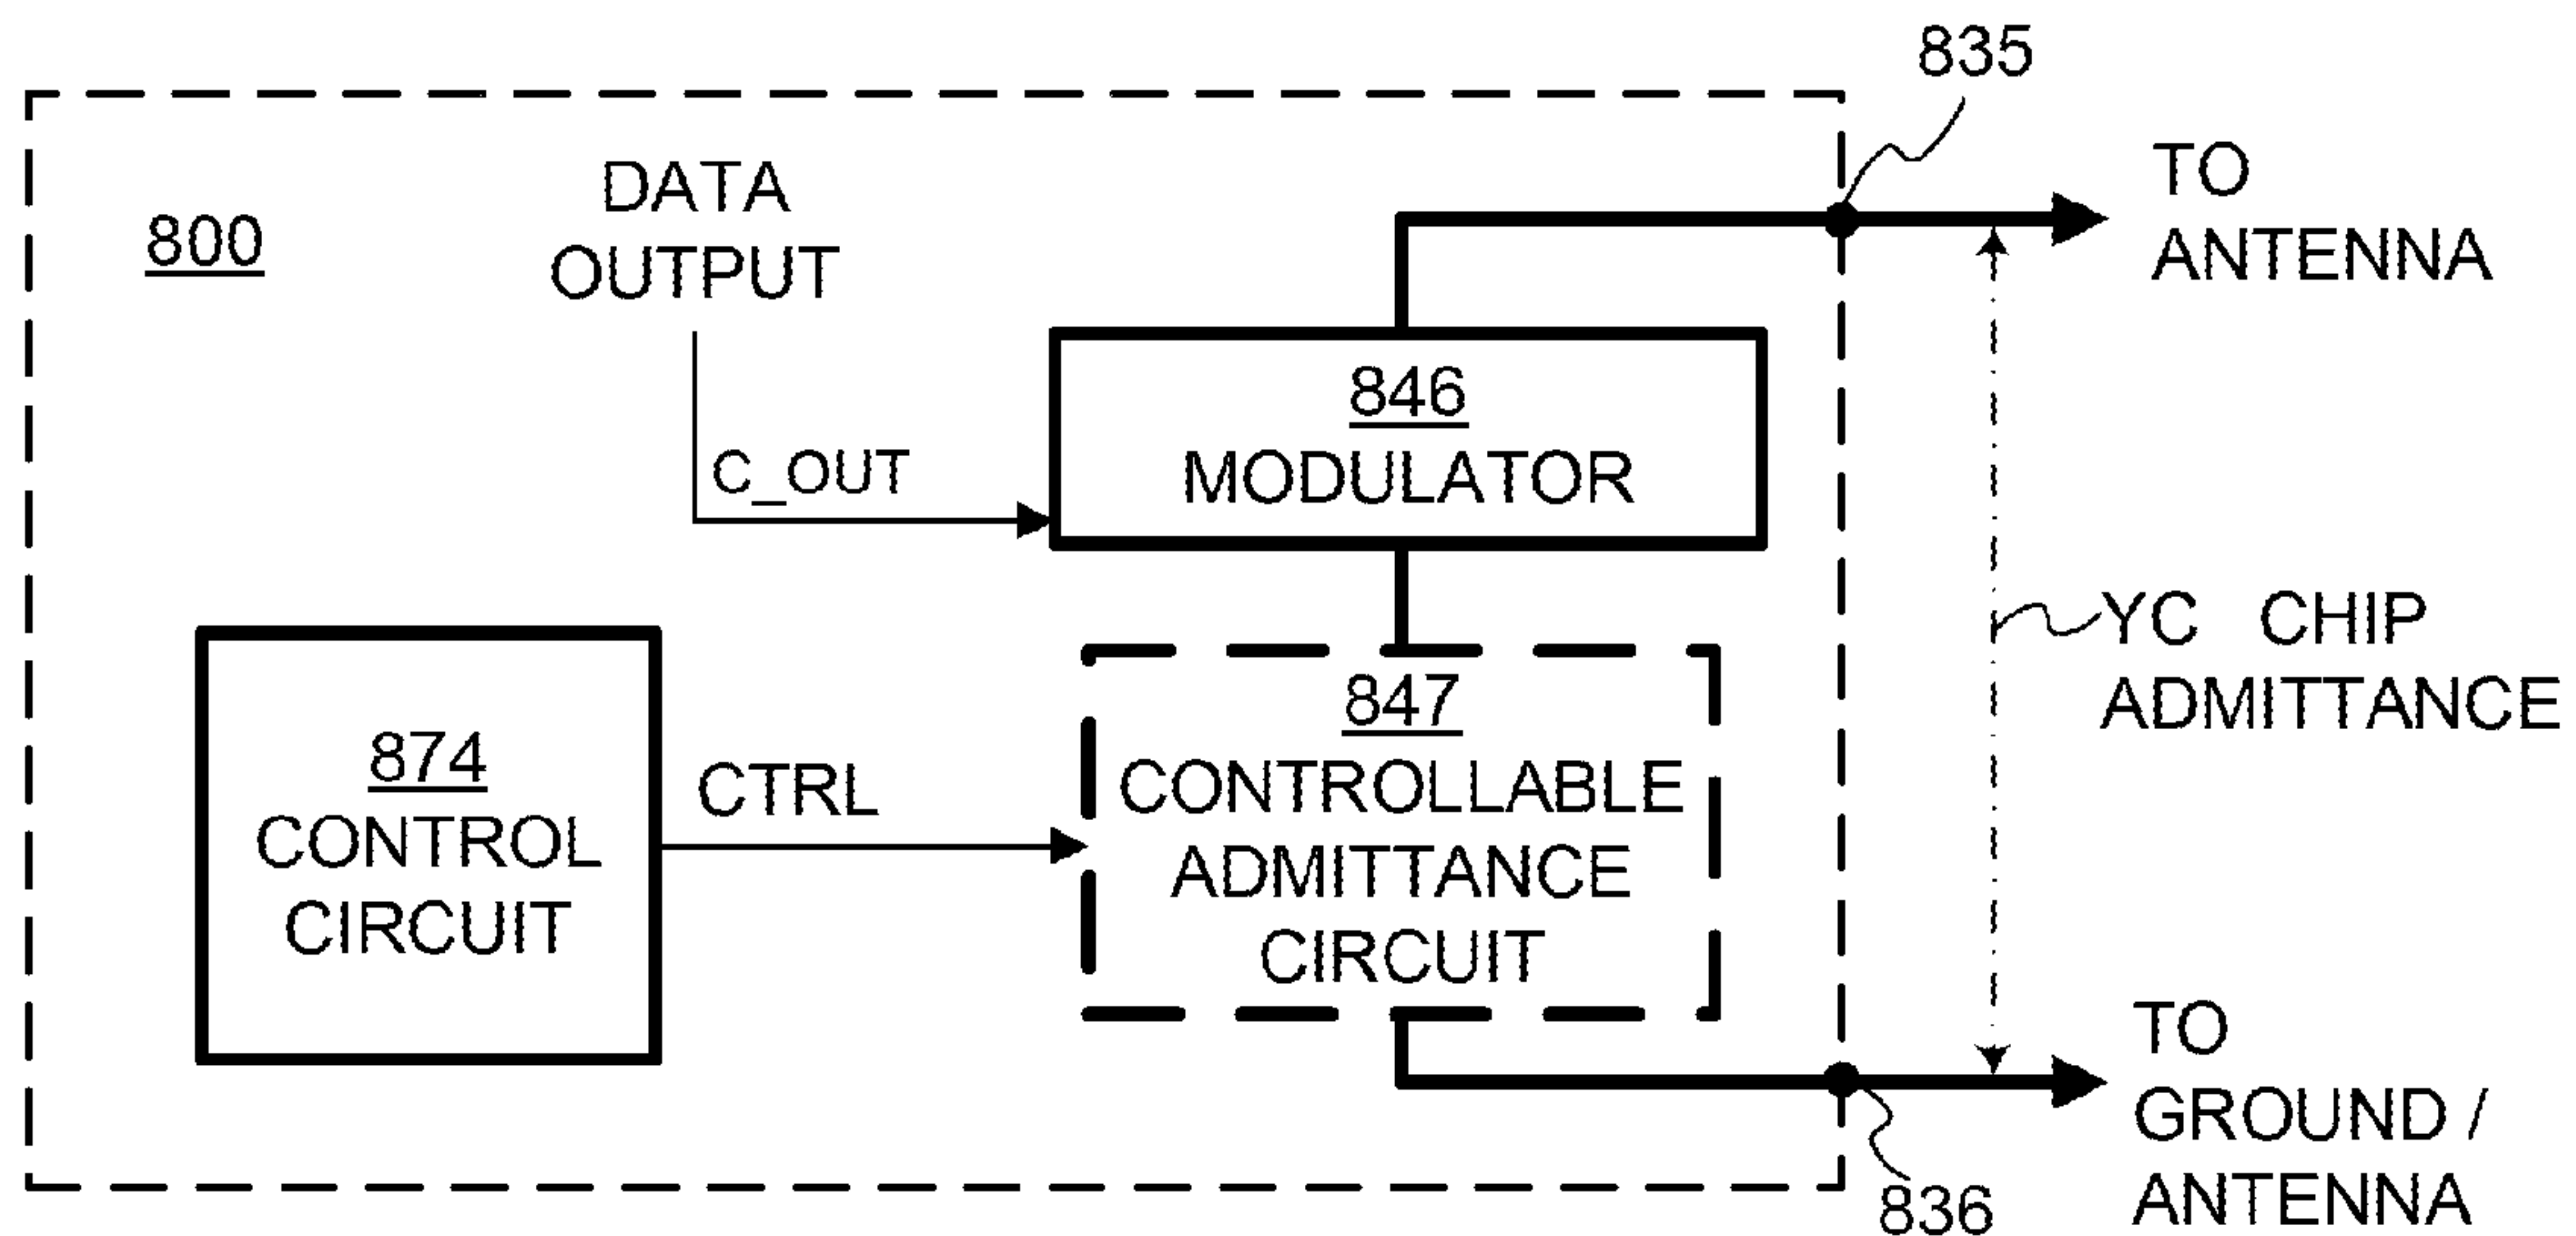 835
TO
ANTENNA
800
DATA
OUTPUT
C_OUT
846
MODULATOR
YC CHIP
ADMITTANCE
874
CONTROL
CIRCUIT
CTRL
847
CONTROLLABLE
ADMITTANCE
CIRCUIT
TO
GROUND /
ANTENNA
836